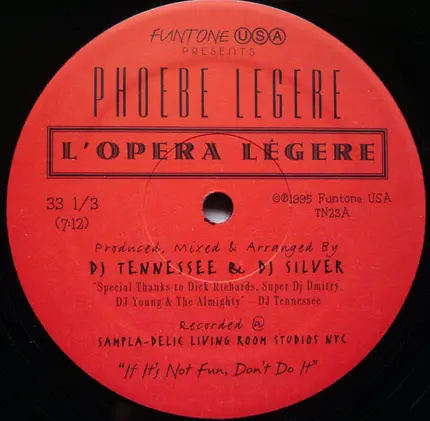 FUNTONE USA
PRESENTS
PHOEBE LEGERE
L'OPERA LÉGERE
33 1/3
(7:12)
©℗1995 Funtone USA
TN23A
Produced, Mixed & Arranged By
DJ TENNESSEE & DJ SILVER
"Special Thanks to Dick Richards, Super Dj Dmitry,
DJ Young & The Almighty" —DJ Tennessee
Recorded @
SAMPLA-DELIC LIVING ROOM STUDIOS NYC
"If It's Not Fun, Don't Do It"